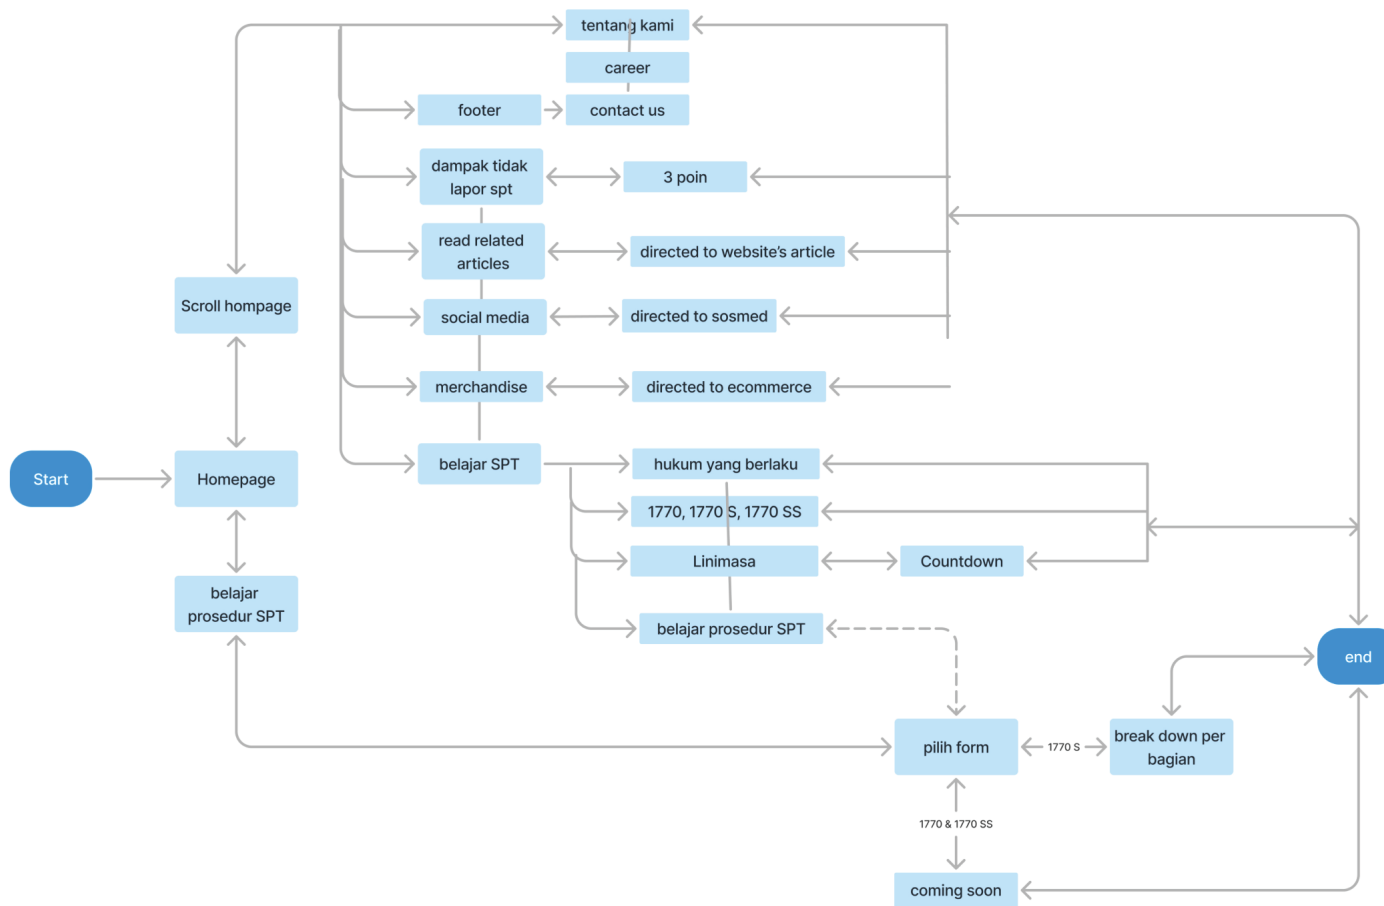 tentang kami
career
footer
contact us
dampak tidak
lapor spt
3 poin
read related
articles
directed to website's article
Scroll hompage
social media
directed to sosmed
merchandise
directed to ecommerce
Start
Homepage
belajar SPT
hukum yang berlaku
1770, 1770 S, 1770 SS
Linimasa
Countdown
belajar
prosedur SPT
belajar prosedur SPT
end
pilih form
1770 S
break down per
bagian
1770 & 1770 SS
coming soon